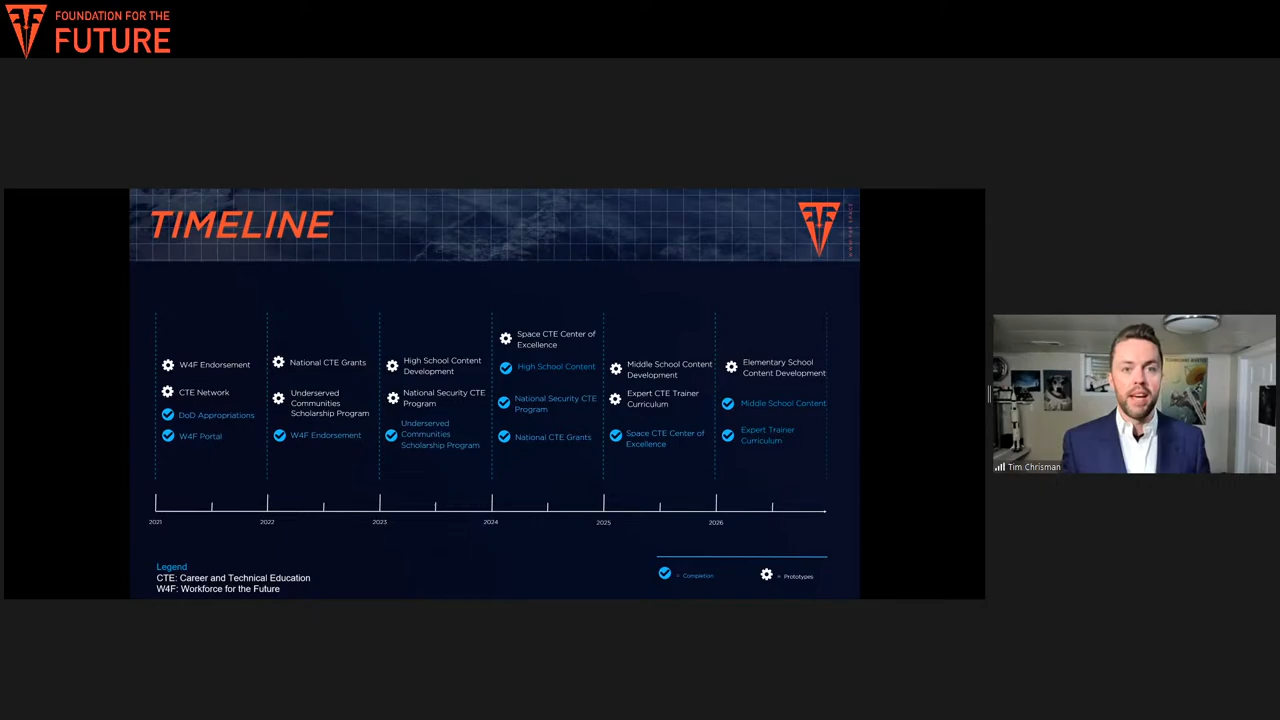 FOUNDATION FOR THE
FUTURE
TIMELINE
WWW.F4F.SPACE
W4F Endorsement
CTE Network
DoD Appropriations
W4F Portal
National CTE Grants
Underserved
Communities
Scholarship Program
W4F Endorsement
High School Content
Development
National Security CTE
Program
Underserved
Communities
Scholarship Program
Space CTE Center of
Excellence
High School Content
National Security CTE
Program
National CTE Grants
Middle School Content
Development
Expert CTE Trainer
Curriculum
Space CTE Center of
Excellence
Elementary School
Content Development
Middle School Content
Expert Trainer
Curriculum
2021
2022
2023
2024
2025
2026
Legend
CTE: Career and Technical Education
W4F: Workforce for the Future
= Completion
= Prototypes
Tim Chrisman